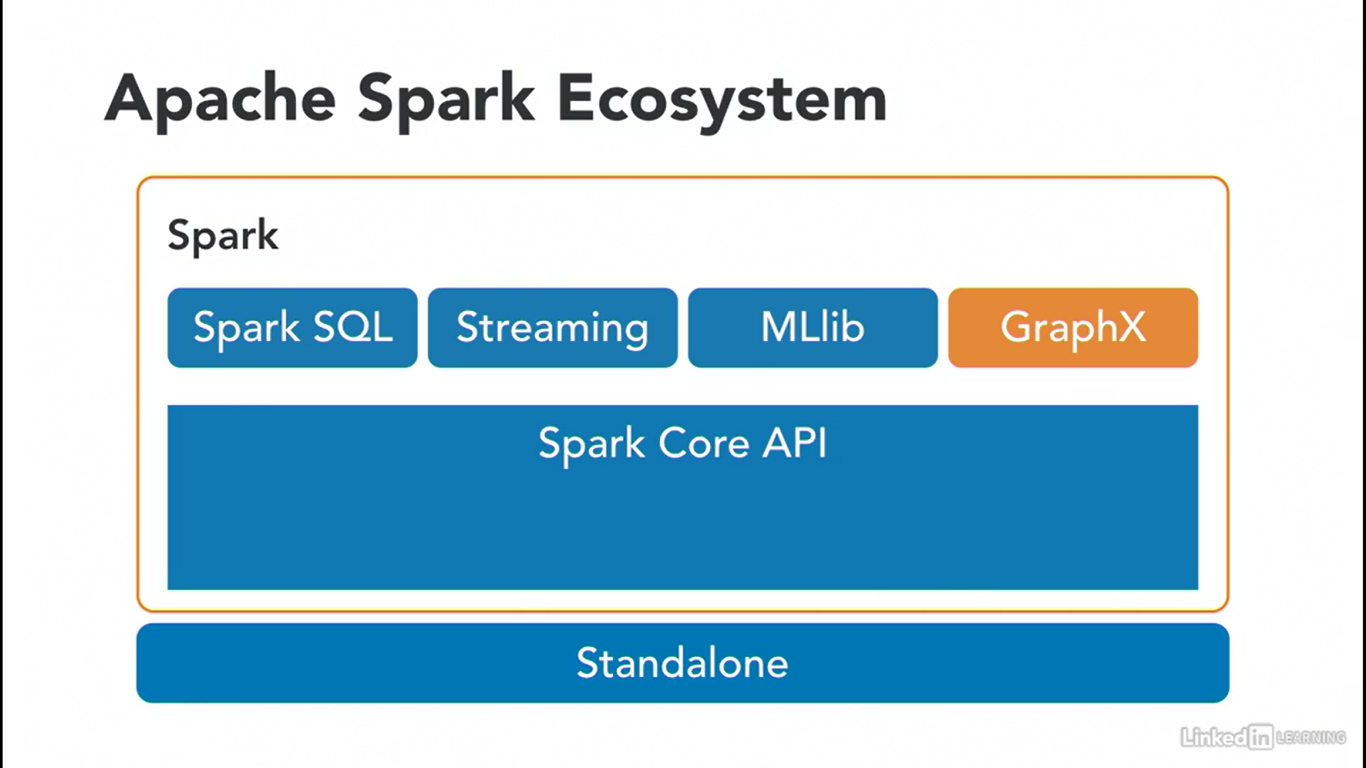 Apache Spark Ecosystem
Spark
Spark SQL
Streaming
MLlib
GraphX
Spark Core API
Standalone
LinkedIn LEARNING